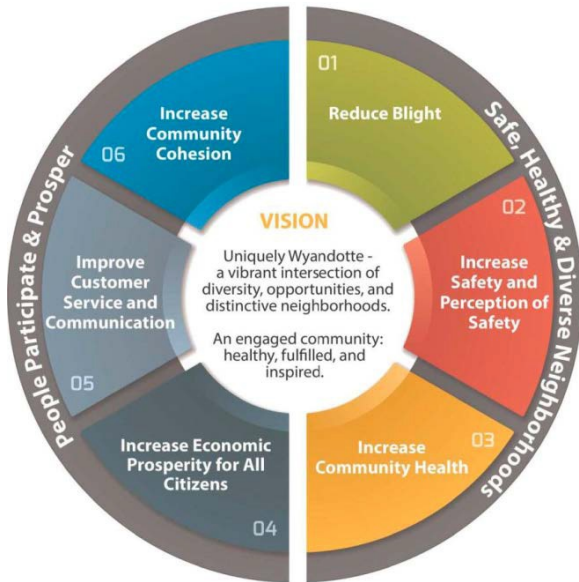 01
Reduce Blight
02
Increase
Safety and
Perception of
Safety
03
Increase
Community Health
04
Increase Economic
Prosperity for All
Citizens
05
Improve
Customer
Service and
Communication
06
Increase
Community
Cohesion
Safe, Healthy & Diverse Neighborhoods
People Participate & Prosper
VISION
Uniquely Wyandotte -
a vibrant intersection of
diversity, opportunities, and
distinctive neighborhoods.
An engaged community:
healthy, fulfilled, and
inspired.